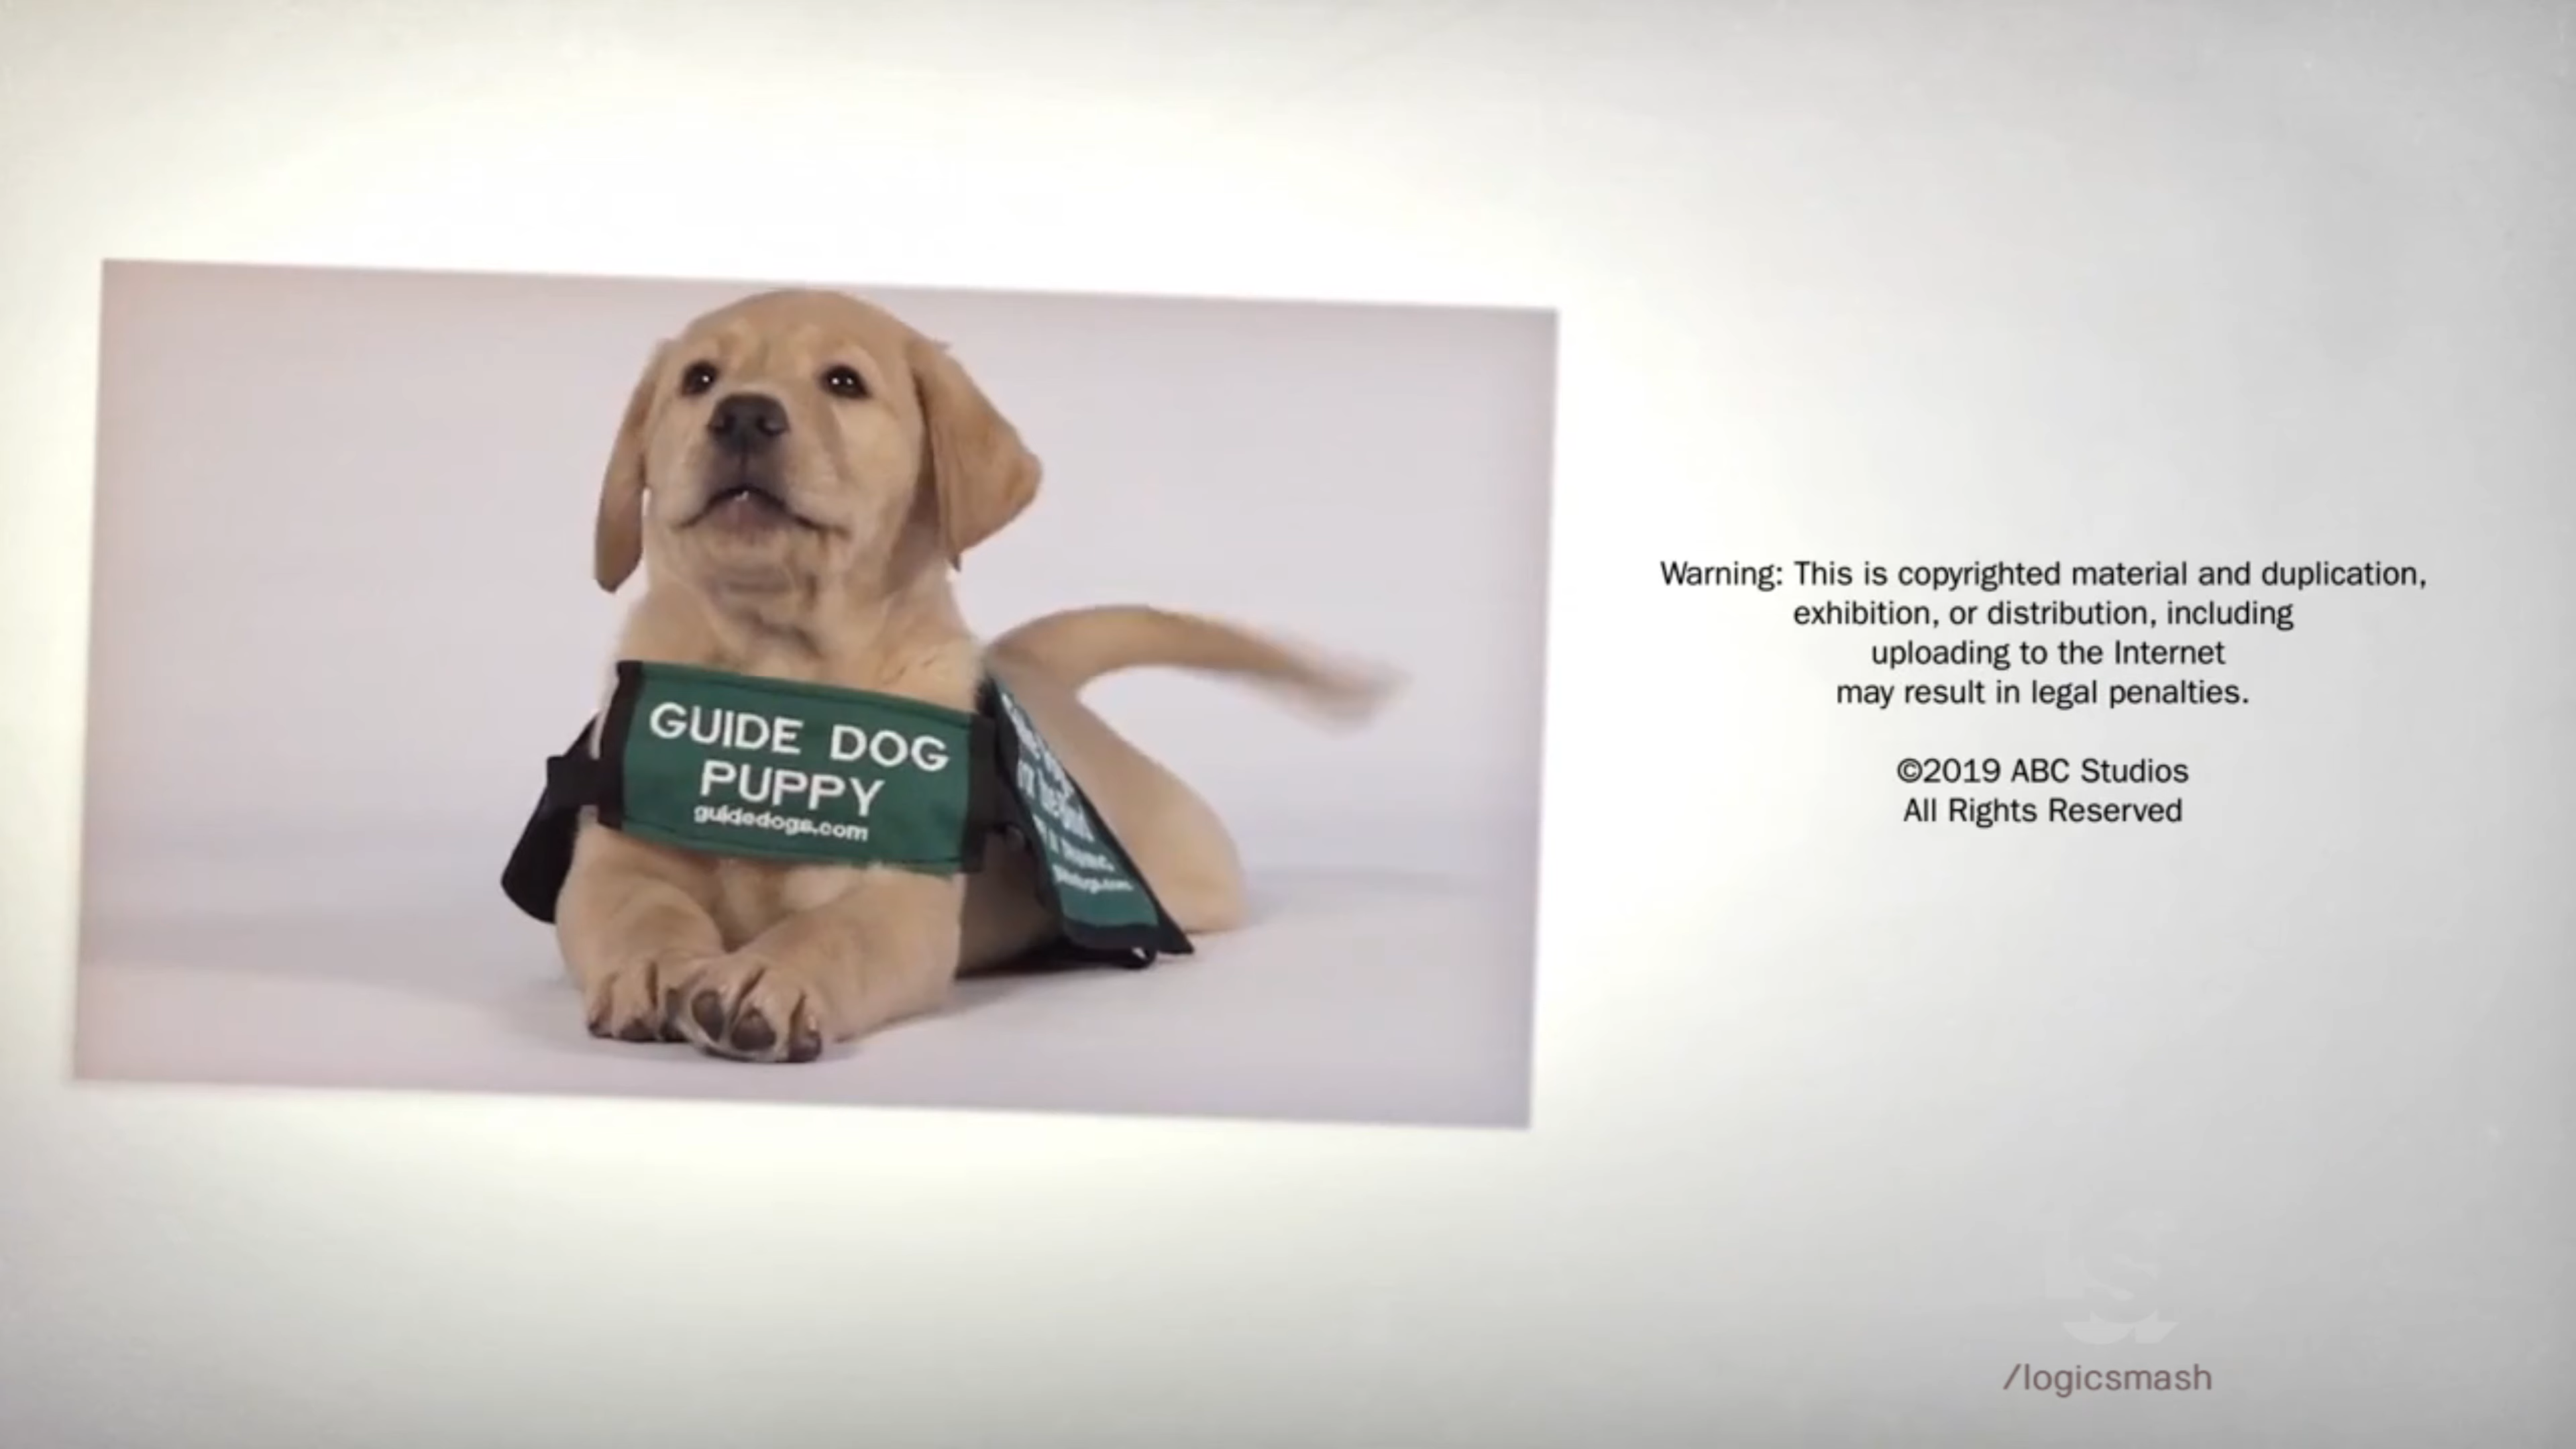 GUIDE DOG
PUPPY
guidedogs.com
Warning: This is copyrighted material and duplication,
exhibition, or distribution, including
uploading to the Internet
may result in legal penalties.
©2019 ABC Studios
All Rights Reserved
/logicsmash